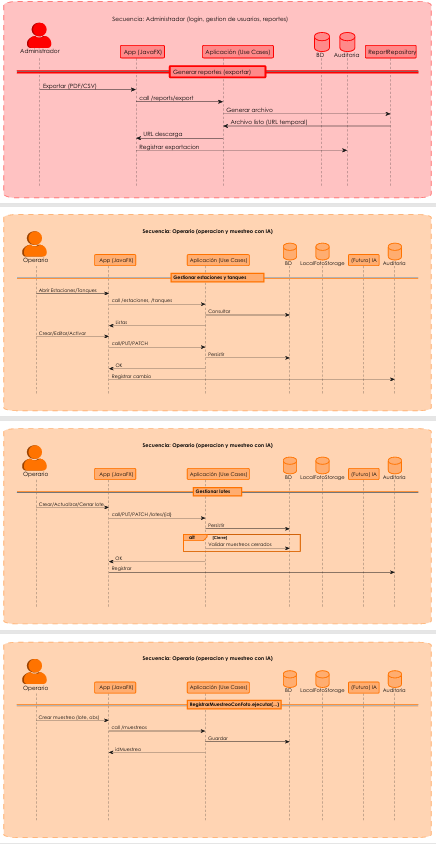 Secuencia: Administrador (login, gestion de usuarios, reportes)
Administrador
App (JavaFX)
Aplicación (Use Cases)
BD
Auditoria
ReportRepository
Generar reportes (exportar)
Exportar (PDF/CSV)
call /reports/export
Generar archivo
Archivo listo (URL temporal)
URL descarga
Registrar exportacion
Secuencia: Operario (operacion y muestreo con IA)
Operario
App (JavaFX)
Aplicación (Use Cases)
BD
LocalFotoStorage
(Futuro) IA
Auditoria
Gestionar estaciones y tanques
Abrir Estaciones/Tanques
call /estaciones, /tanques
Consultar
Listas
Crear/Editar/Activar
call/PUT/PATCH
Persistir
OK
Registrar cambio
Secuencia: Operario (operacion y muestreo con IA)
Operario
App (JavaFX)
Aplicación (Use Cases)
BD
LocalFotoStorage
(Futuro) IA
Auditoria
Gestionar lotes
Crear/Actualizar/Cerrar lote
call/PUT/PATCH /lotes/{id}
Persistir
alt
[Cierre]
Validar muestreos cerrados
OK
Registrar
Secuencia: Operario (operacion y muestreo con IA)
Operario
App (JavaFX)
Aplicación (Use Cases)
BD
LocalFotoStorage
(Futuro) IA
Auditoria
RegistrarMuestreoConFoto.ejecutar(...)
Crear muestreo (lote, obs)
call /muestreos
Guardar
idMuestreo